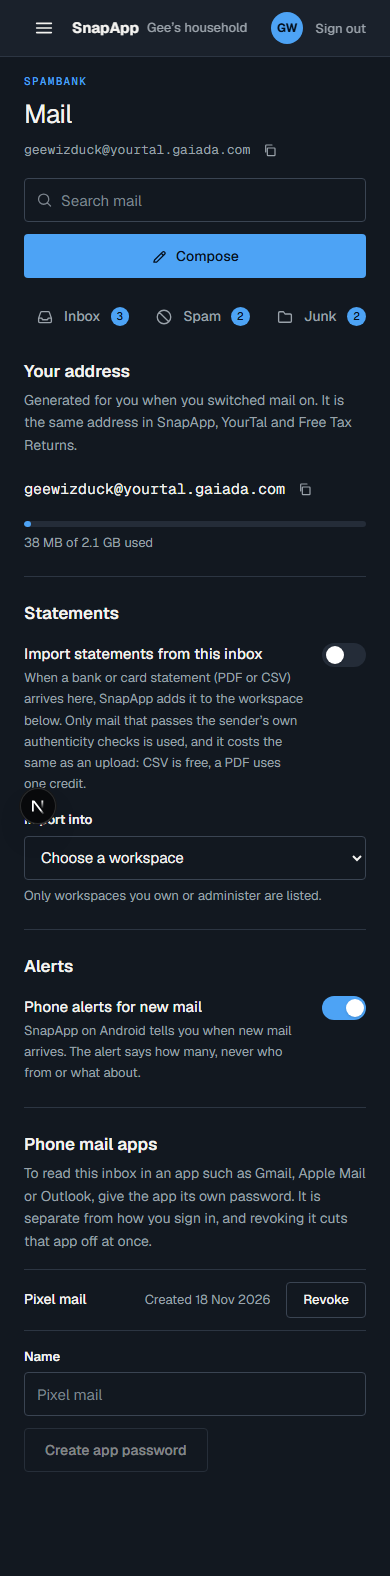 SnapApp Gee's household GW Sign out
SPAMBANK
Mail
geewizduck@yourtal.gaiada.com
Search mail
Compose
Inbox 3 Spam 2 Junk 2
Your address
Generated for you when you switched mail on. It is
the same address in SnapApp, YourTal and Free Tax
Returns.
geewizduck@yourtal.gaiada.com
38 MB of 2.1 GB used
Statements
Import statements from this inbox
When a bank or card statement (PDF or CSV)
arrives here, SnapApp adds it to the workspace
below. Only mail that passes the sender's own
authenticity checks is used, and it costs the
same as an upload: CSV is free, a PDF uses
one credit.
N
into
Choose a workspace
Only workspaces you own or administer are listed.
Alerts
Phone alerts for new mail
SnapApp on Android tells you when new mail
arrives. The alert says how many, never who
from or what about.
Phone mail apps
To read this inbox in an app such as Gmail, Apple Mail
or Outlook, give the app its own password. It is
separate from how you sign in, and revoking it cuts
that app off at once.
Pixel mail Created 18 Nov 2026 Revoke
Name
Pixel mail
Create app password